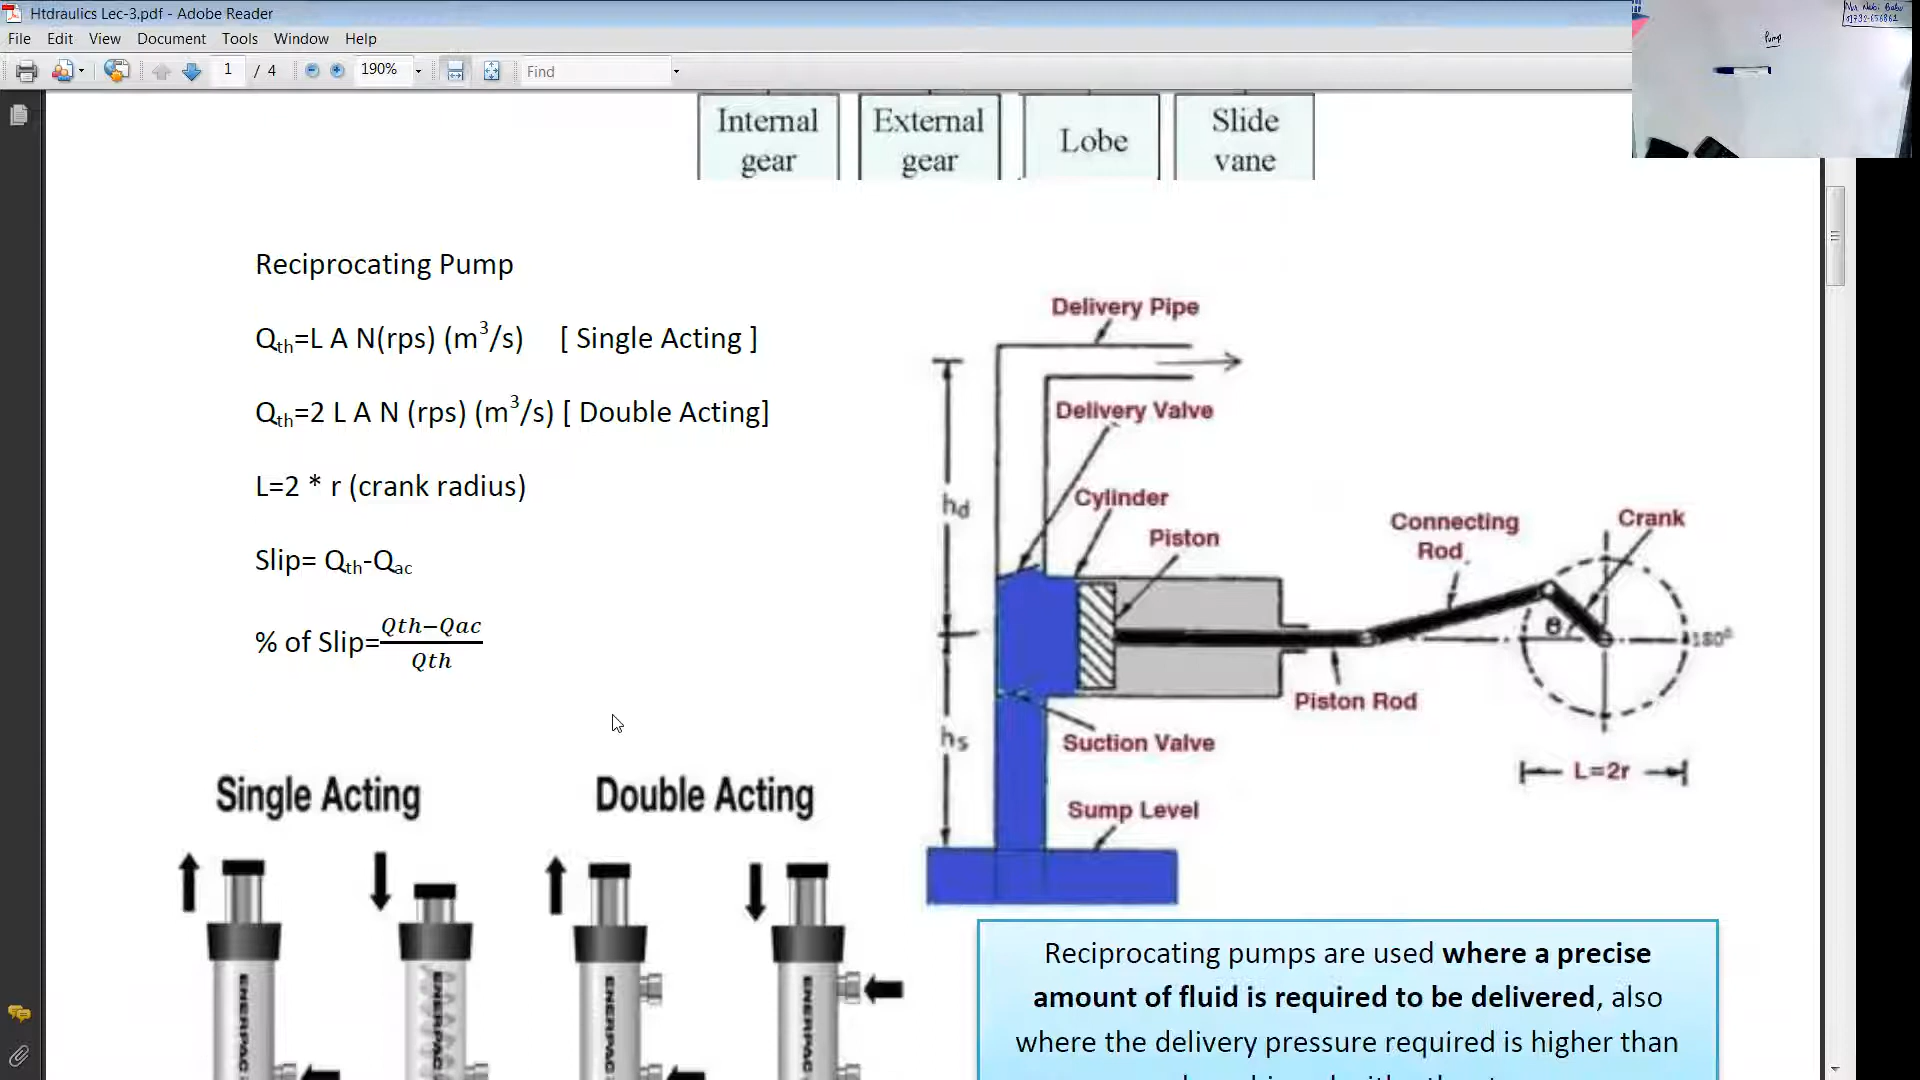 Htdraulics Lec-3.pdf - Adobe Reader
File Edit View Document Tools Window Help
1 / 4 190% Find
Pump
Internal gear
External gear
Lobe
Slide vane
Reciprocating Pump
Qth=L A N(rps) (m3/s) [ Single Acting ]
Qth=2 L A N (rps) (m3/s) [ Double Acting]
L=2 * r (crank radius)
Slip= Qth-Qac
% of Slip=Qth−Qac
Qth
Delivery Pipe
Delivery Valve
hd
Cylinder
Piston
Connecting
Rod
Crank
θ
180°
Piston Rod
hs
Suction Valve
L=2r
Sump Level
Single Acting
Double Acting
ENERPAC
ENERPAC
ENERPAC
ENERPAC
Reciprocating pumps are used where a precise
amount of fluid is required to be delivered, also
where the delivery pressure required is higher than